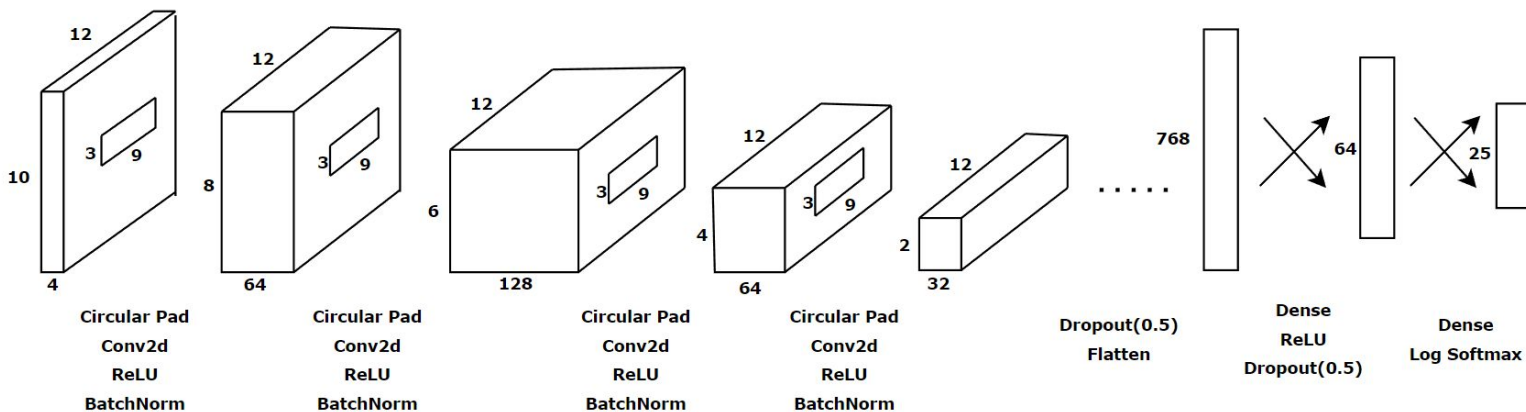 12
10
3
9
4
12
8
3
9
64
12
6
3
9
128
12
4
3
9
64
12
2
32
.....
768
64
25
Circular Pad
Conv2d
ReLU
BatchNorm
Circular Pad
Conv2d
ReLU
BatchNorm
Circular Pad
Conv2d
ReLU
BatchNorm
Circular Pad
Conv2d
ReLU
BatchNorm
Dropout(0.5)
Flatten
Dense
ReLU
Dropout(0.5)
Dense
Log Softmax